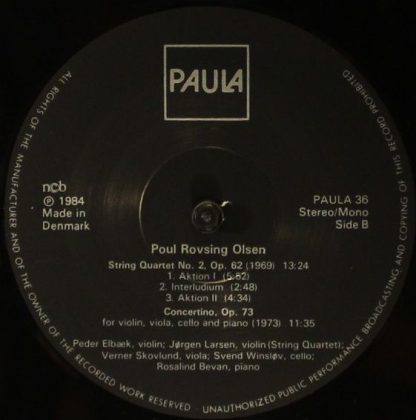 PAULA
ncb
Ⓟ 1984
Made in
Denmark
PAULA 36
Stereo/Mono
Side B
Poul Rovsing Olsen
String Quartet No. 2, Op. 62 (1969) 13:24
1. Aktion I (5:52)
2. Interludium (2:48)
3. Aktion II (4:34)
Concertino, Op. 73
for violin, viola, cello and piano (1973) 11:35
Peder Elbæk, violin; Jørgen Larsen, violin (String Quartet);
Verner Skovlund, viola; Svend Winsløv, cello;
Rosalind Bevan, piano
ALL RIGHTS OF THE MANUFACTURER AND OF THE OWNER OF THE RECORDED WORK RESERVED - UNAUTHORIZED PUBLIC PERFORMANCE BROADCASTING AND COPYING OF THIS RECORD PROHIBITED